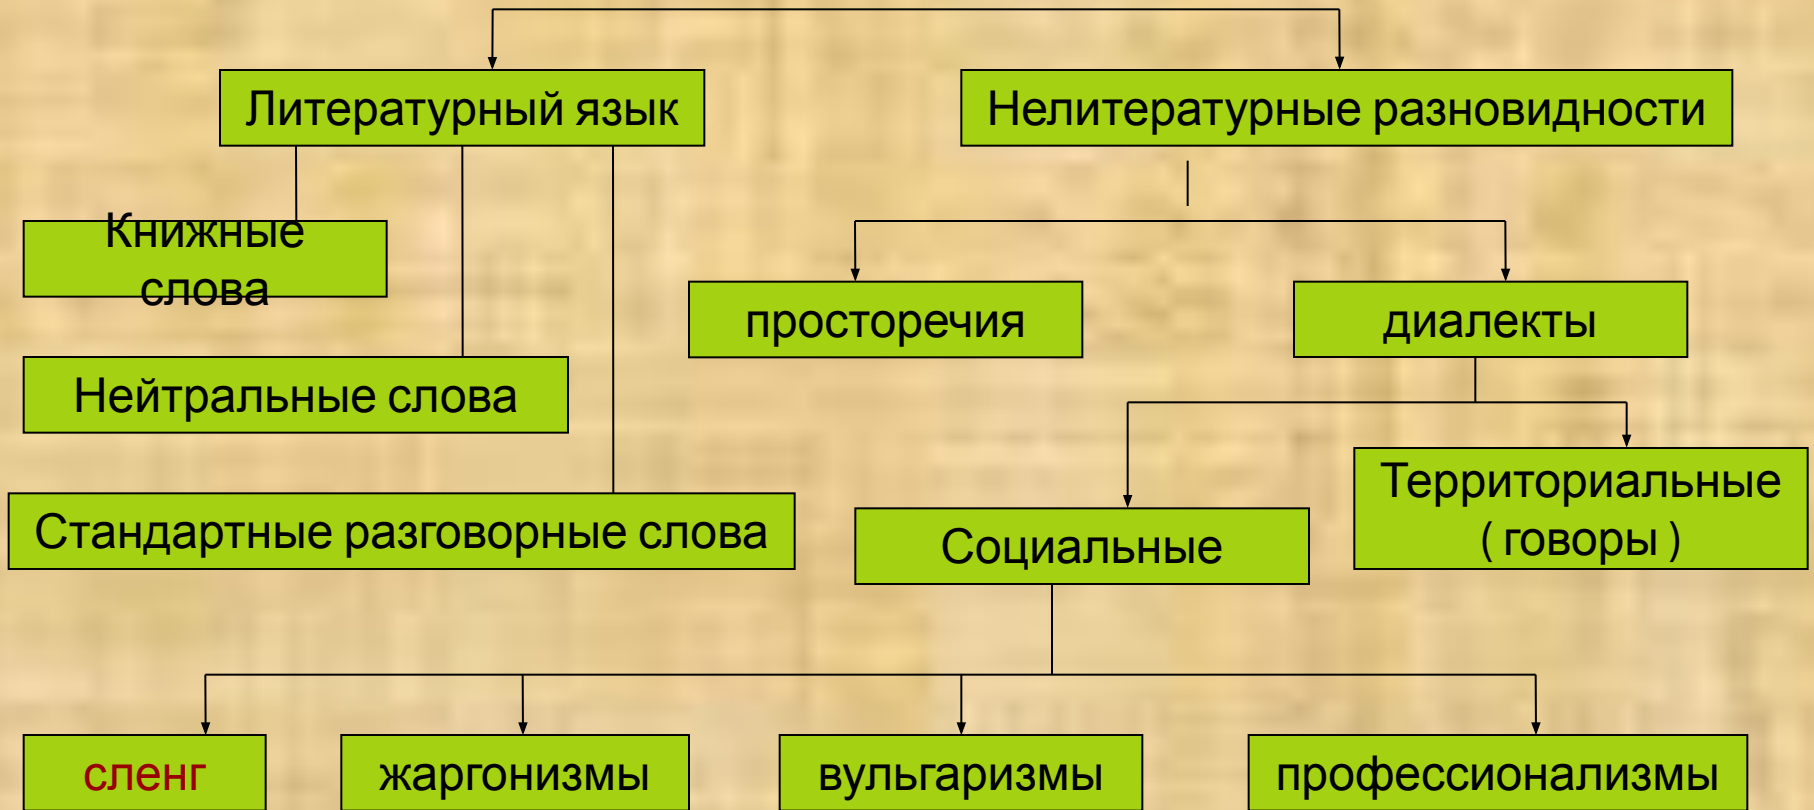 Литературный язык
Нелитературные разновидности
Книжные
слова
просторечия
диалекты
Нейтральные слова
Территориальные
( говоры )
Стандартные разговорные слова
Социальные
сленг
жаргонизмы
вульгаризмы
профессионализмы